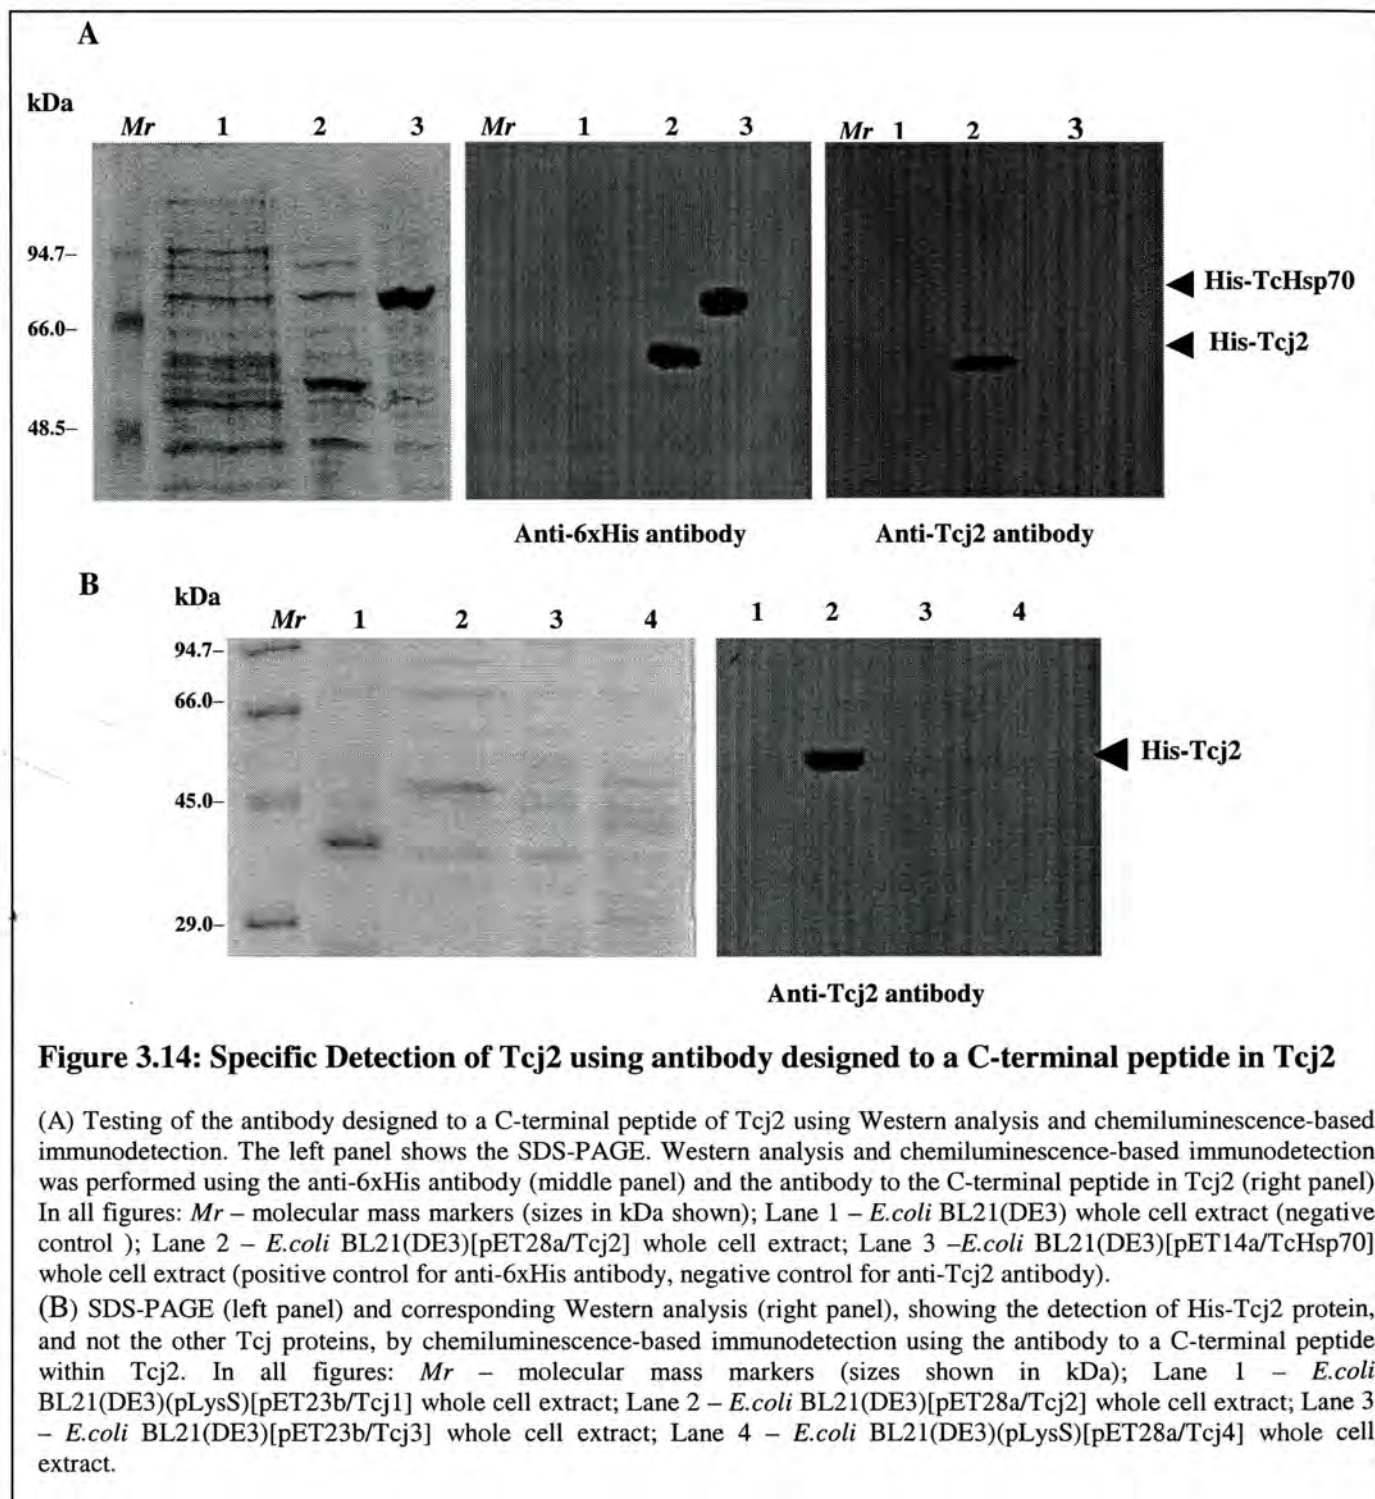 A
kDa
Mr 1 2 3
Mr 1 2 3
Mr 1 2 3
94.7–
66.0–
48.5–
His-TcHsp70
His-Tcj2
Anti-6xHis antibody
Anti-Tcj2 antibody
B
kDa
Mr 1 2 3 4
1 2 3 4
94.7–
66.0–
45.0–
29.0–
His-Tcj2
Anti-Tcj2 antibody
Figure 3.14: Specific Detection of Tcj2 using antibody designed to a C-terminal peptide in Tcj2
(A) Testing of the antibody designed to a C-terminal peptide of Tcj2 using Western analysis and chemiluminescence-based
immunodetection. The left panel shows the SDS-PAGE. Western analysis and chemiluminescence-based immunodetection
was performed using the anti-6xHis antibody (middle panel) and the antibody to the C-terminal peptide in Tcj2 (right panel)
In all figures: Mr – molecular mass markers (sizes in kDa shown); Lane 1 – E.coli BL21(DE3) whole cell extract (negative
control ); Lane 2 – E.coli BL21(DE3)[pET28a/Tcj2] whole cell extract; Lane 3 –E.coli BL21(DE3)[pET14a/TcHsp70]
whole cell extract (positive control for anti-6xHis antibody, negative control for anti-Tcj2 antibody).
(B) SDS-PAGE (left panel) and corresponding Western analysis (right panel), showing the detection of His-Tcj2 protein,
and not the other Tcj proteins, by chemiluminescence-based immunodetection using the antibody to a C-terminal peptide
within Tcj2. In all figures: Mr – molecular mass markers (sizes shown in kDa); Lane 1 – E.coli
BL21(DE3)(pLysS)[pET23b/Tcj1] whole cell extract; Lane 2 – E.coli BL21(DE3)[pET28a/Tcj2] whole cell extract; Lane 3
– E.coli BL21(DE3)[pET23b/Tcj3] whole cell extract; Lane 4 – E.coli BL21(DE3)(pLysS)[pET28a/Tcj4] whole cell
extract.